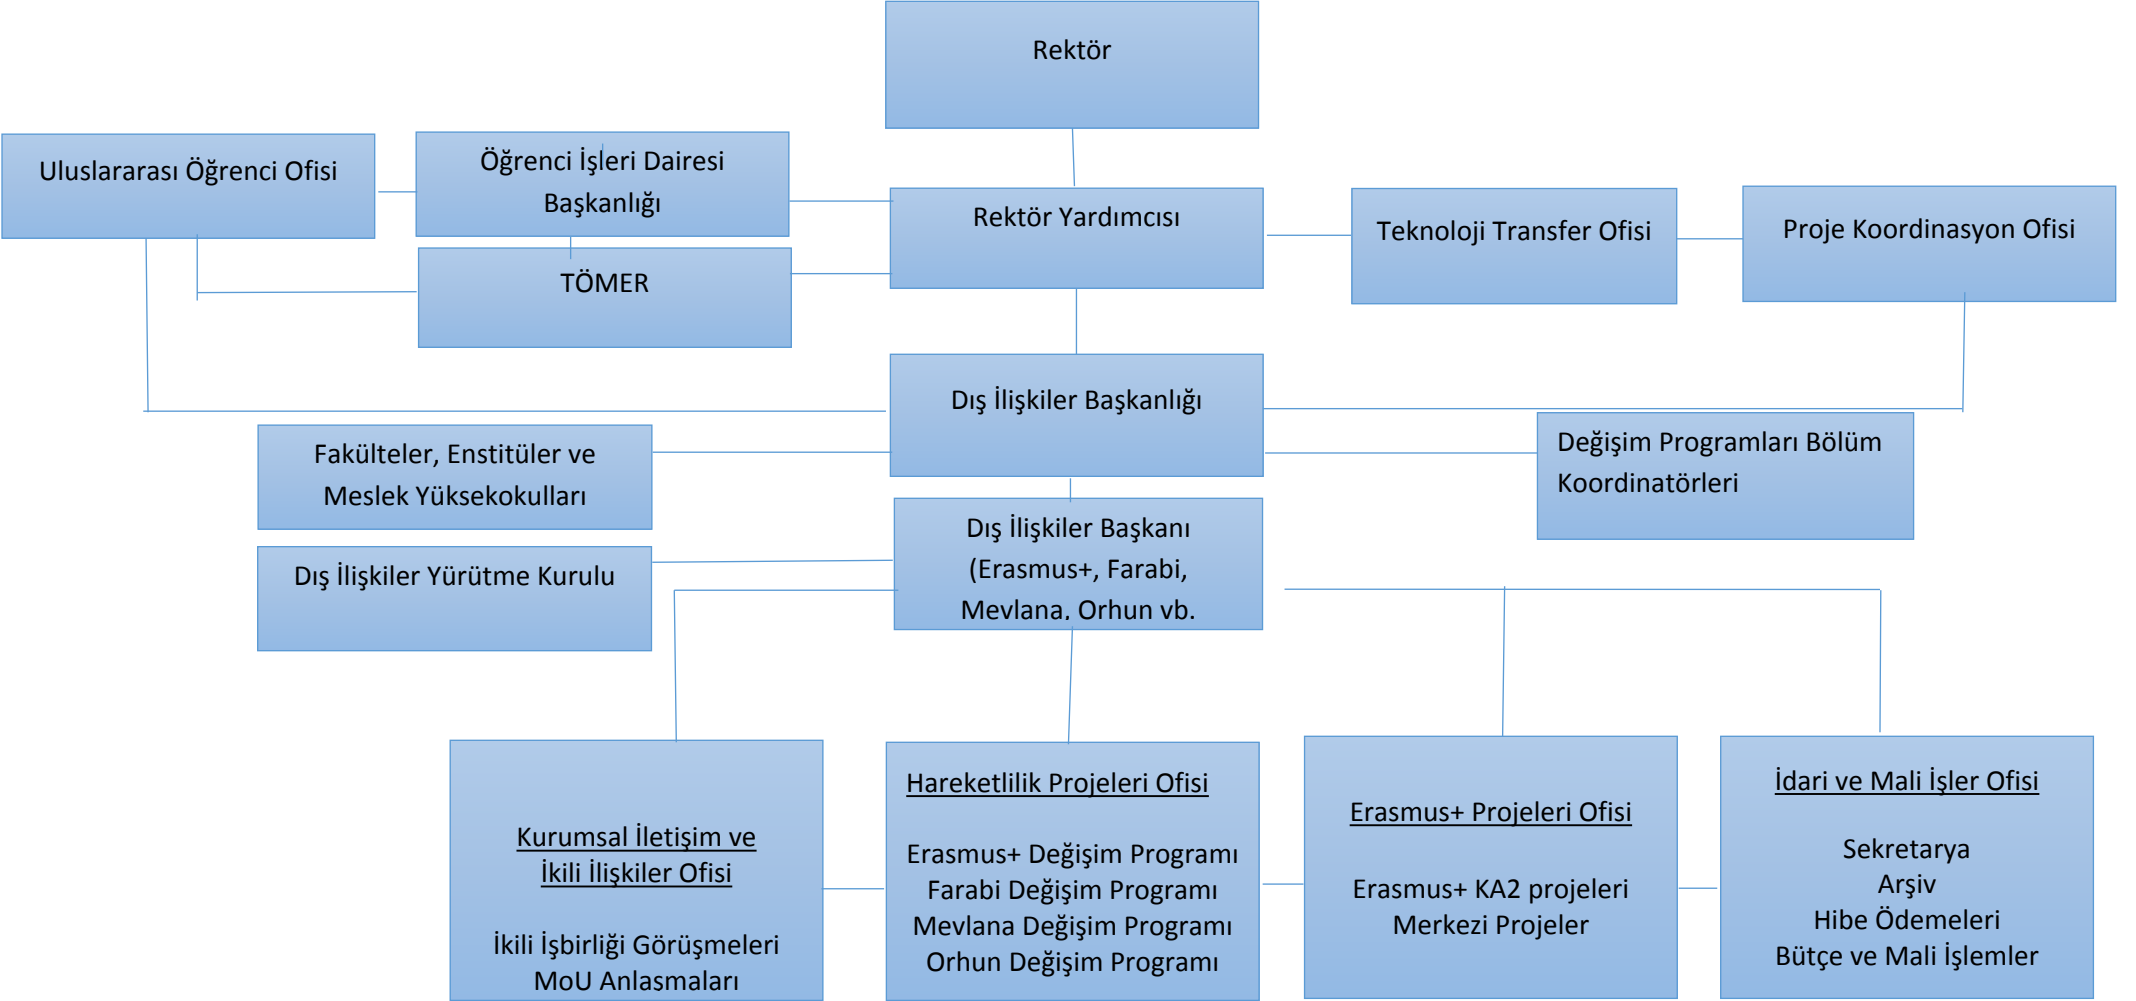 Rektör
Uluslararası Öğrenci Ofisi
Öğrenci İşleri Dairesi
Başkanlığı
Rektör Yardımcısı
Teknoloji Transfer Ofisi
Proje Koordinasyon Ofisi
TÖMER
Dış İlişkiler Başkanlığı
Fakülteler, Enstitüler ve
Meslek Yüksekokulları
Değişim Programları Bölüm
Koordinatörleri
Dış İlişkiler Yürütme Kurulu
Dış İlişkiler Başkanı
(Erasmus+, Farabi,
Mevlana, Orhun vb.
Kurumsal İletişim ve
İkili İlişkiler Ofisi
İkili İşbirliği Görüşmeleri
MoU Anlaşmaları
Hareketlilik Projeleri Ofisi
Erasmus+ Değişim Programı
Farabi Değişim Programı
Mevlana Değişim Programı
Orhun Değişim Programı
Erasmus+ Projeleri Ofisi
Erasmus+ KA2 projeleri
Merkezi Projeler
İdari ve Mali İşler Ofisi
Sekretarya
Arşiv
Hibe Ödemeleri
Bütçe ve Mali İşlemler